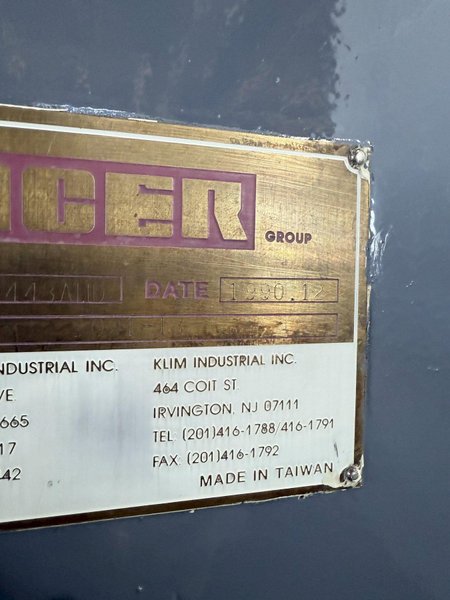 NCER GROUP
DATE 1990.12
INDUSTRIAL INC. KLIM INDUSTRIAL INC.
VE. 464 COIT ST.
665 IRVINGTON, NJ 07111
17 TEL: (201)416-1788/416-1791
42 FAX: (201)416-1792
MADE IN TAIWAN